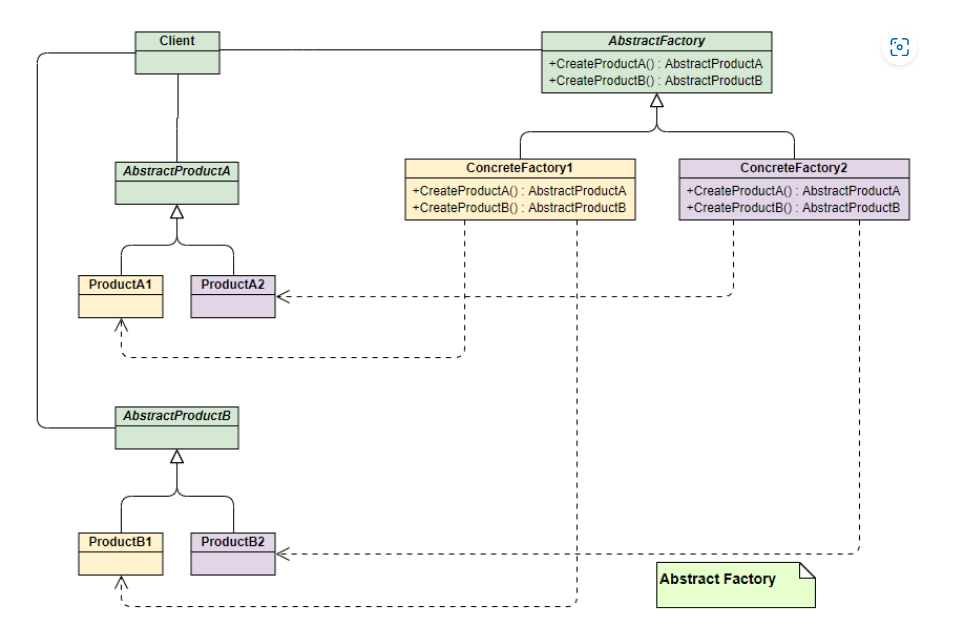 Client
AbstractFactory
+CreateProductA() : AbstractProductA
+CreateProductB() : AbstractProductB
AbstractProductA
ConcreteFactory1
+CreateProductA() : AbstractProductA
+CreateProductB() : AbstractProductB
ConcreteFactory2
+CreateProductA() : AbstractProductA
+CreateProductB() : AbstractProductB
ProductA1
ProductA2
AbstractProductB
ProductB1
ProductB2
Abstract Factory